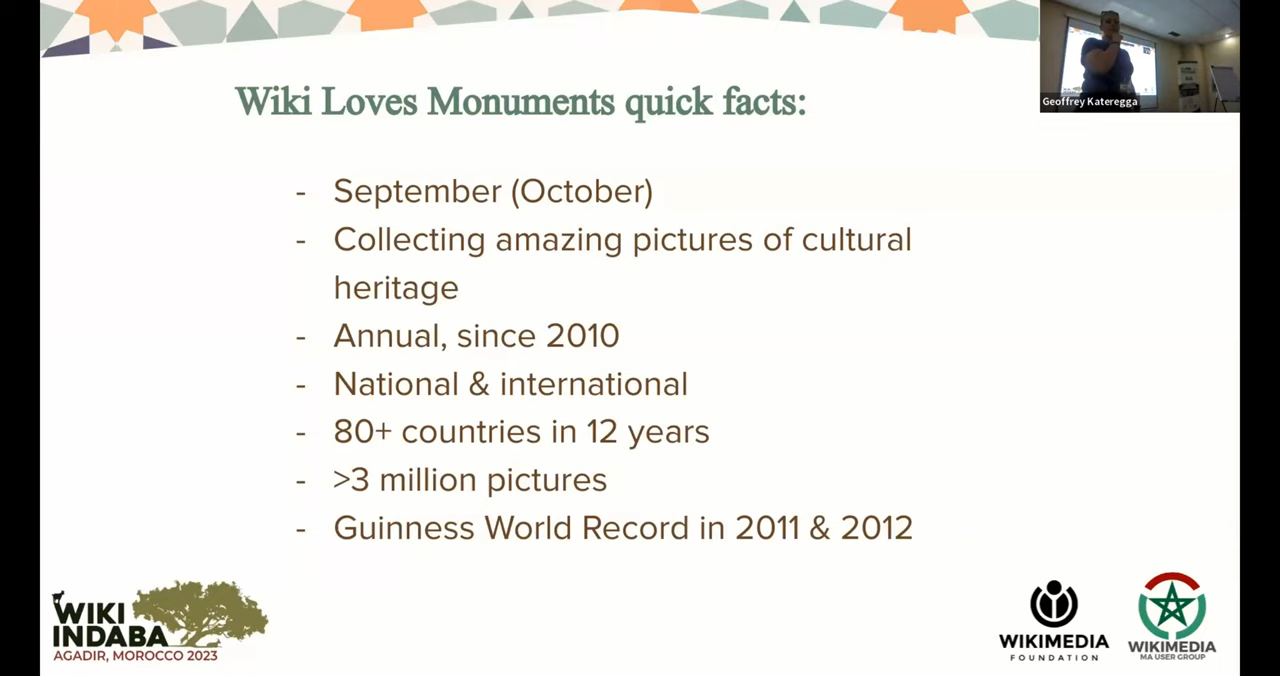 Wiki Loves Monuments quick facts:
Geoffrey Kateregga
- September (October)
- Collecting amazing pictures of cultural
heritage
- Annual, since 2010
- National & international
- 80+ countries in 12 years
- >3 million pictures
- Guinness World Record in 2011 & 2012
WIKI
INDABA
AGADIR, MOROCCO 2023
WIKIMEDIA
FOUNDATION
WIKIMEDIA
MA USER GROUP